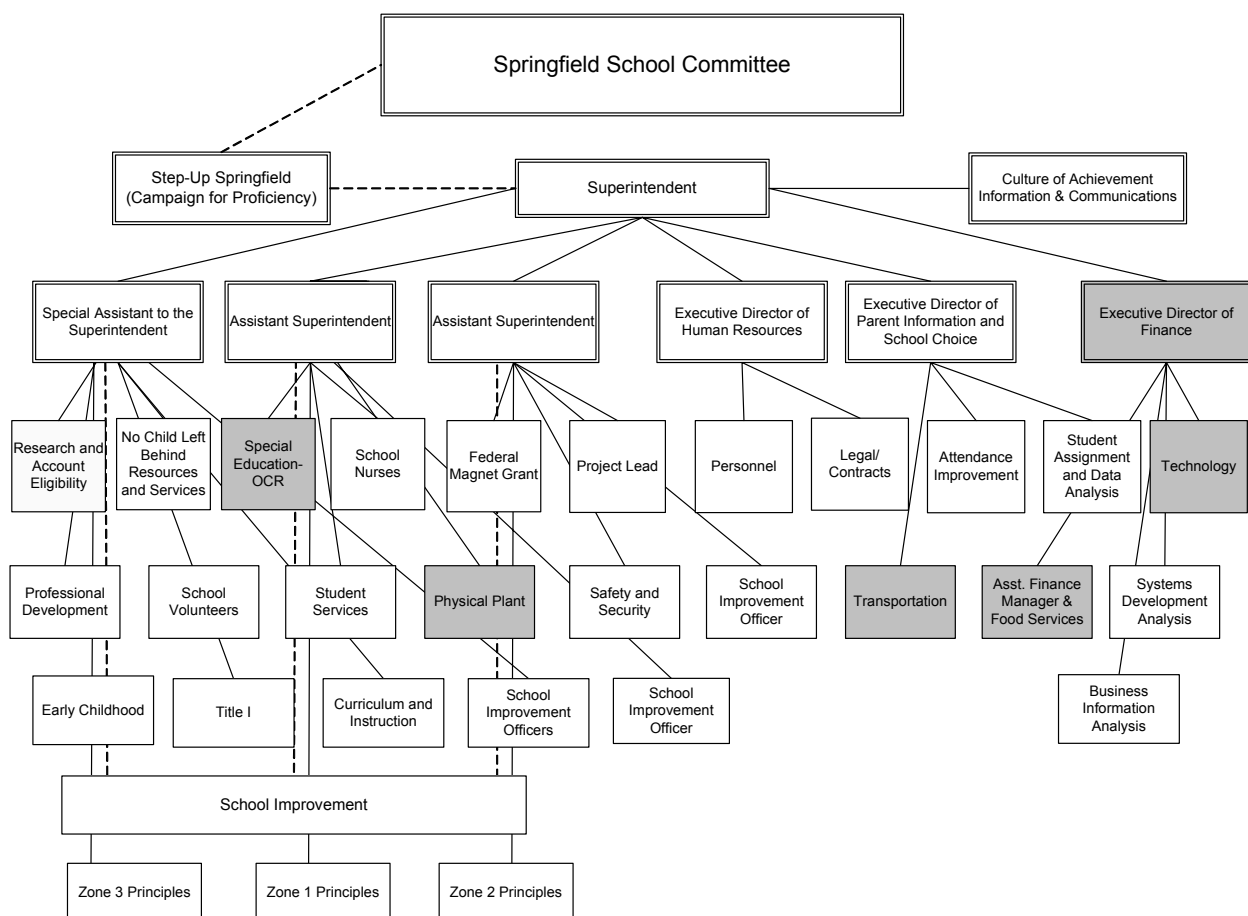 Springfield School Committee
Step-Up Springfield
(Campaign for Proficiency)
Superintendent
Culture of Achievement
Information & Communications
Special Assistant to the
Superintendent
Assistant Superintendent
Assistant Superintendent
Executive Director of
Human Resources
Executive Director of
Parent Information and
School Choice
Executive Director of
Finance
Research and
Account
Eligibility
No Child Left
Behind
Resources
and Services
Special
Education-
OCR
School
Nurses
Federal
Magnet Grant
Project Lead
Personnel
Legal/
Contracts
Attendance
Improvement
Student
Assignment
and Data
Analysis
Technology
Professional
Development
School
Volunteers
Student
Services
Physical Plant
Safety and
Security
School
Improvement
Officer
Transportation
Asst. Finance
Manager &
Food Services
Systems
Development
Analysis
Early Childhood
Title I
Curriculum and
Instruction
School
Improvement
Officers
School
Improvement
Officer
Business
Information
Analysis
School Improvement
Zone 3 Principles
Zone 1 Principles
Zone 2 Principles